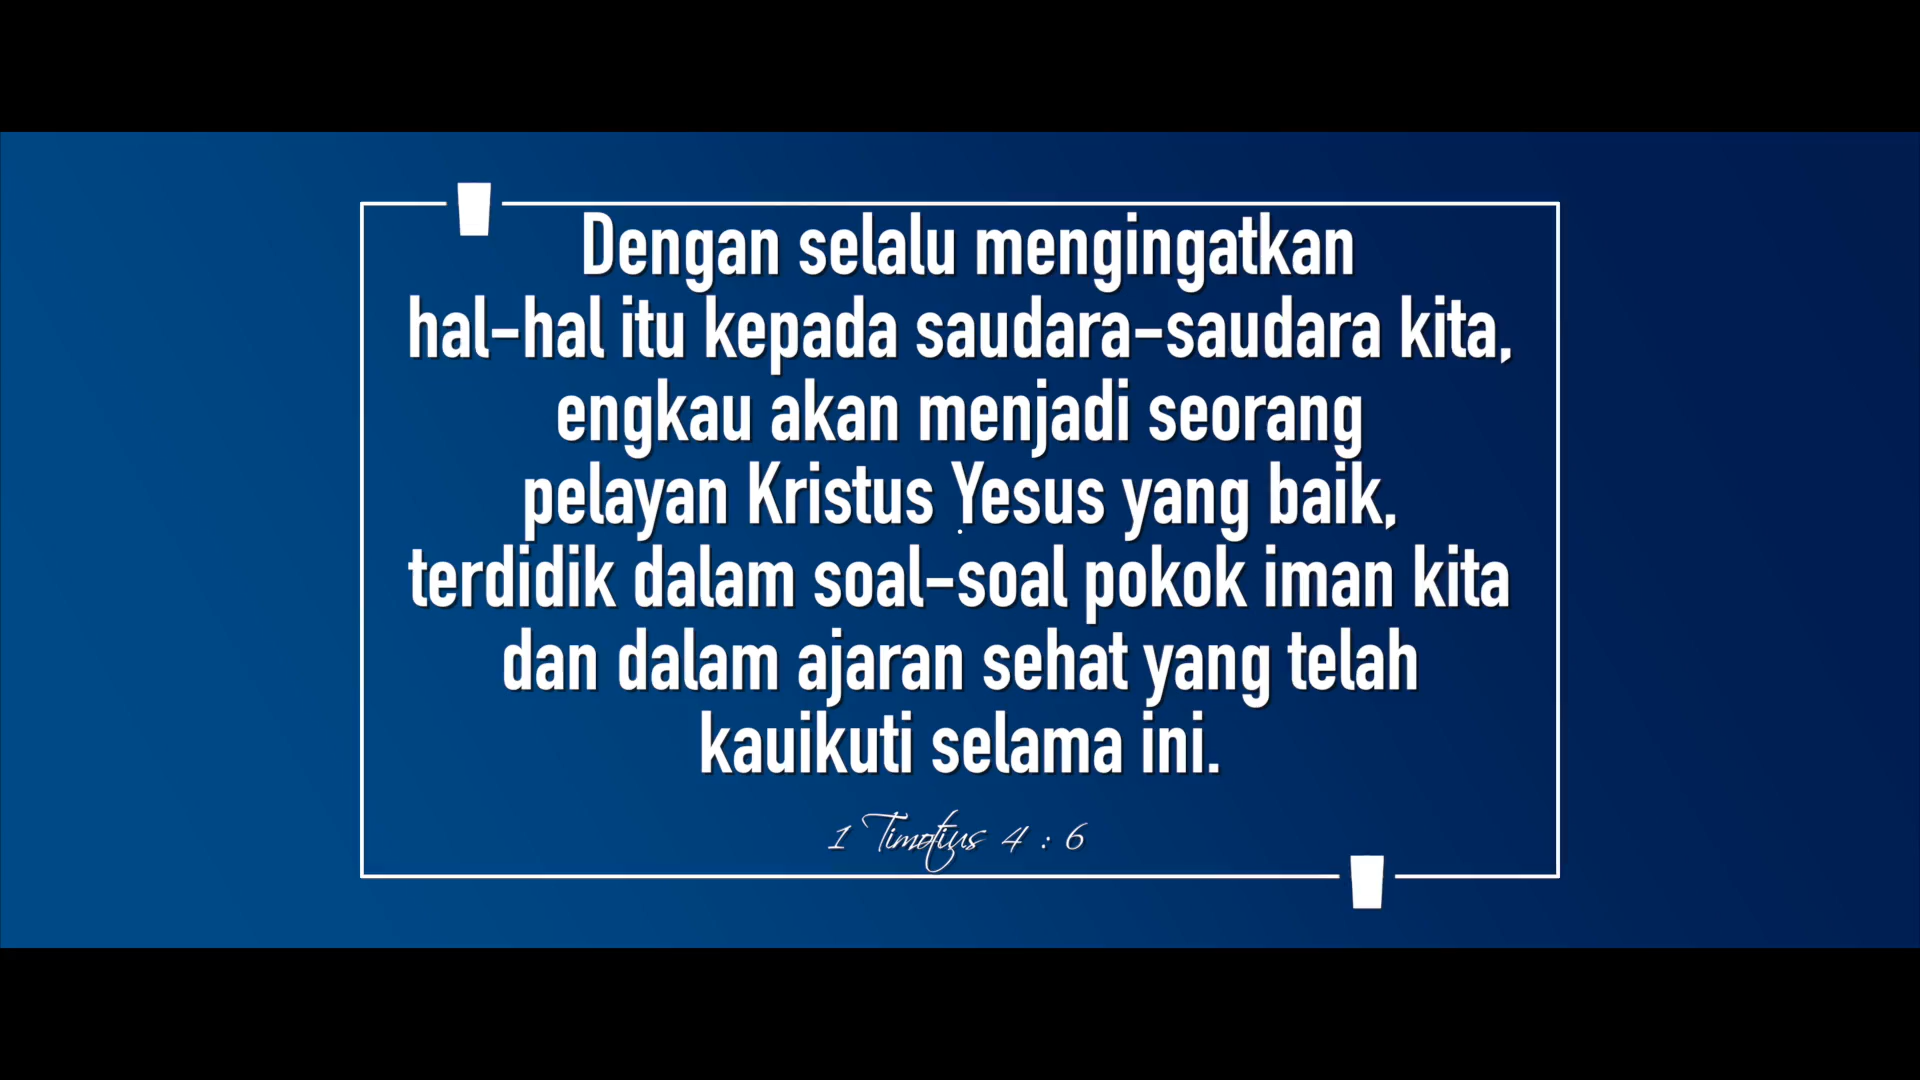 Dengan selalu mengingatkan
hal-hal itu kepada saudara-saudara kita,
engkau akan menjadi seorang
pelayan Kristus Yesus yang baik,
terdidik dalam soal-soal pokok iman kita
dan dalam ajaran sehat yang telah
kauikuti selama ini.
1 Timotius 4 : 6